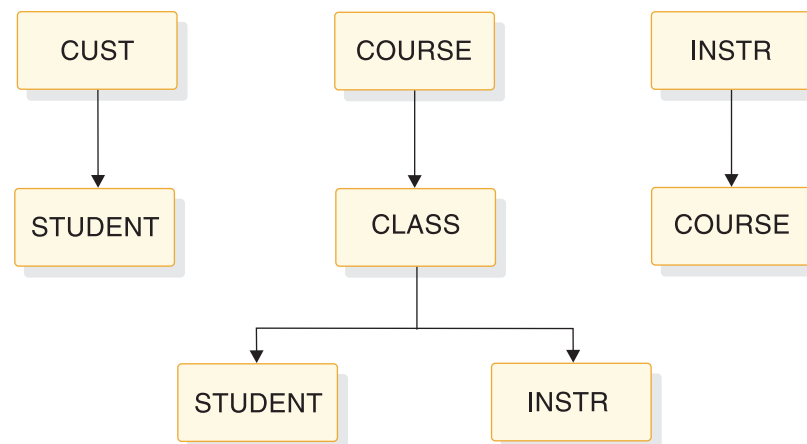 CUST
COURSE
INSTR
STUDENT
CLASS
COURSE
STUDENT
INSTR